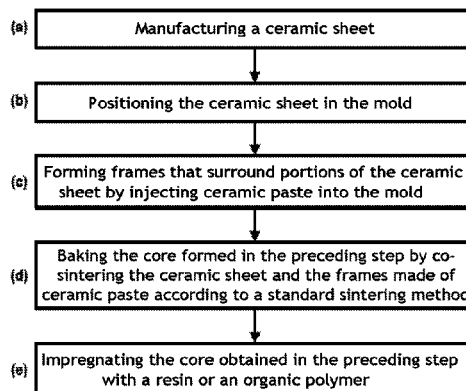 (a) Manufacturing a ceramic sheet
(b) Positioning the ceramic sheet in the mold
(c) Forming frames that surround portions of the ceramic
sheet by injecting ceramic paste into the mold
(d) Baking the core formed in the preceding step by co-
sintering the ceramic sheet and the frames made of
ceramic paste according to a standard sintering method
(e) Impregnating the core obtained in the preceding step
with a resin or an organic polymer